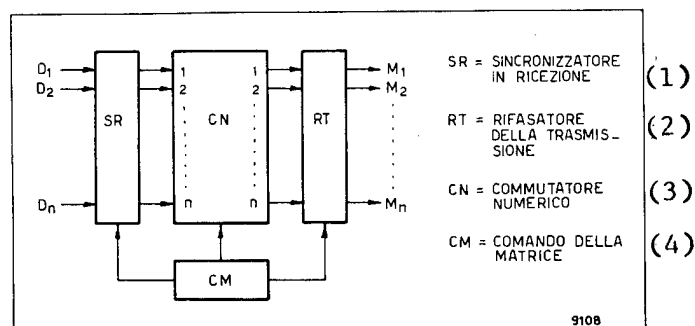 D1 1 1 M1
D2 2 2 M2
SR CN RT
Dn n n Mn
CM
SR = SINCRONIZZATORE
IN RICEZIONE (1)
RT = RIFASATORE
DELLA TRASMIS_
SIONE (2)
CN = COMMUTATORE
NUMERICO (3)
CM = COMANDO DELLA
MATRICE (4)
9108